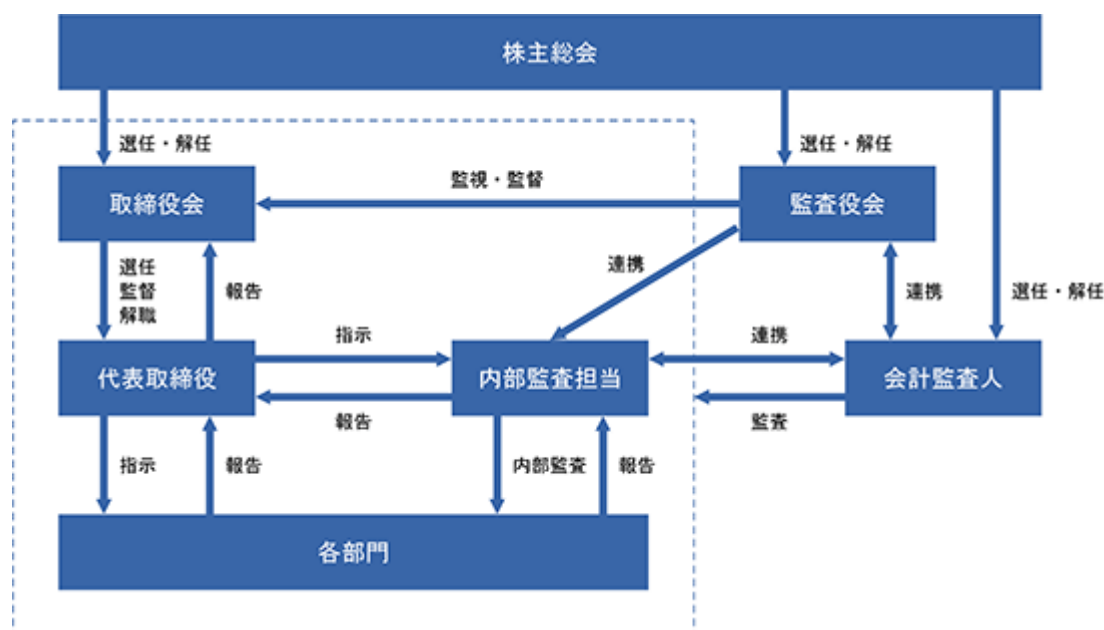 株主総会
選任・解任
選任・解任
監視・監督
取締役会
監査役会
選任
監督
解職
報告
連携
連携
選任・解任
指示
連携
代表取締役
内部監査担当
会計監査人
報告
監査
指示
報告
内部監査
報告
各部門